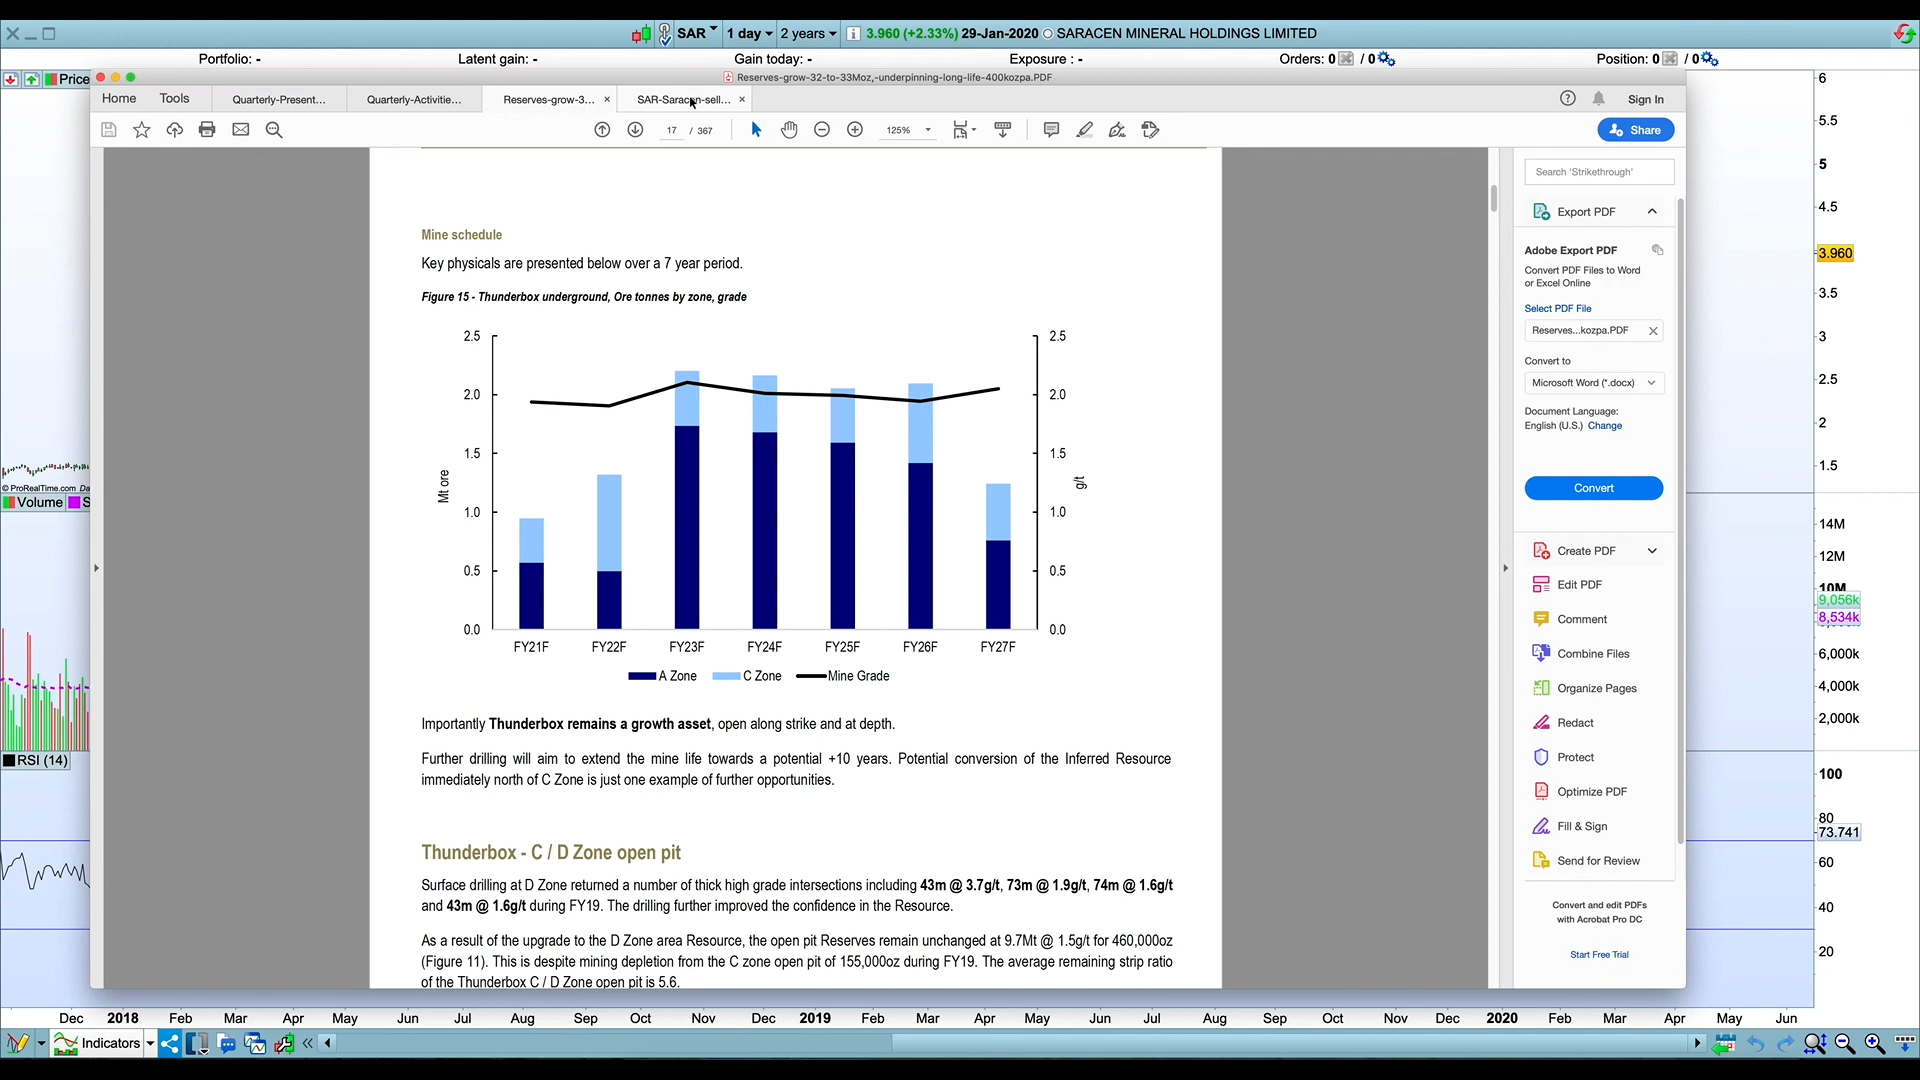 SAR
1 day
2 years
3.960 (+2.33%) 29-Jan-2020
SARACEN MINERAL HOLDINGS LIMITED
Portfolio: -
Latent gain: -
Gain today: -
Exposure : -
Orders: 0 / 0
Position: 0 / 0
Price
Reserves-grow-32-to-33Moz,-underpinning-long-life-400kozpa.PDF
Home
Tools
Quarterly-Present...
Quarterly-Activitie...
Reserves-grow-3... ×
SAR-Saracen-sell... ×
Sign In
17 / 367
125%
Share
Mine schedule
Key physicals are presented below over a 7 year period.
Figure 15 - Thunderbox underground, Ore tonnes by zone, grade
2.5
2.0
1.5
1.0
0.5
0.0
Mt ore
2.5
2.0
1.5
1.0
0.5
0.0
g/t
FY21F FY22F FY23F FY24F FY25F FY26F FY27F
A Zone C Zone Mine Grade
Importantly Thunderbox remains a growth asset, open along strike and at depth.
Further drilling will aim to extend the mine life towards a potential +10 years. Potential conversion of the Inferred Resource
immediately north of C Zone is just one example of further opportunities.
Thunderbox - C / D Zone open pit
Surface drilling at D Zone returned a number of thick high grade intersections including 43m @ 3.7g/t, 73m @ 1.9g/t, 74m @ 1.6g/t
and 43m @ 1.6g/t during FY19. The drilling further improved the confidence in the Resource.
As a result of the upgrade to the D Zone area Resource, the open pit Reserves remain unchanged at 9.7Mt @ 1.5g/t for 460,000oz
(Figure 11). This is despite mining depletion from the C zone open pit of 155,000oz during FY19. The average remaining strip ratio
of the Thunderbox C / D Zone open pit is 5.6.
Search 'Strikethrough'
Export PDF
Adobe Export PDF
Convert PDF Files to Word
or Excel Online
Select PDF File
Reserves...kozpa.PDF
Convert to
Microsoft Word (*.docx)
Document Language:
English (U.S.) Change
Convert
Create PDF
Edit PDF
Comment
Combine Files
Organize Pages
Redact
Protect
Optimize PDF
Fill & Sign
Send for Review
Convert and edit PDFs
with Acrobat Pro DC
Start Free Trial
© ProRealTime.com
Volume
RSI (14)
6
5.5
5
4.5
3.960
3.5
3
2.5
2
1.5
14M
12M
10M
9,056k
8,534k
6,000k
4,000k
2,000k
100
80
73.741
60
40
20
Dec 2018 Feb Mar Apr May Jun Jul Aug Sep Oct Nov Dec 2019 Feb Mar Apr May Jun Jul Aug Sep Oct Nov Dec 2020 Feb Mar Apr May Jun
Indicators